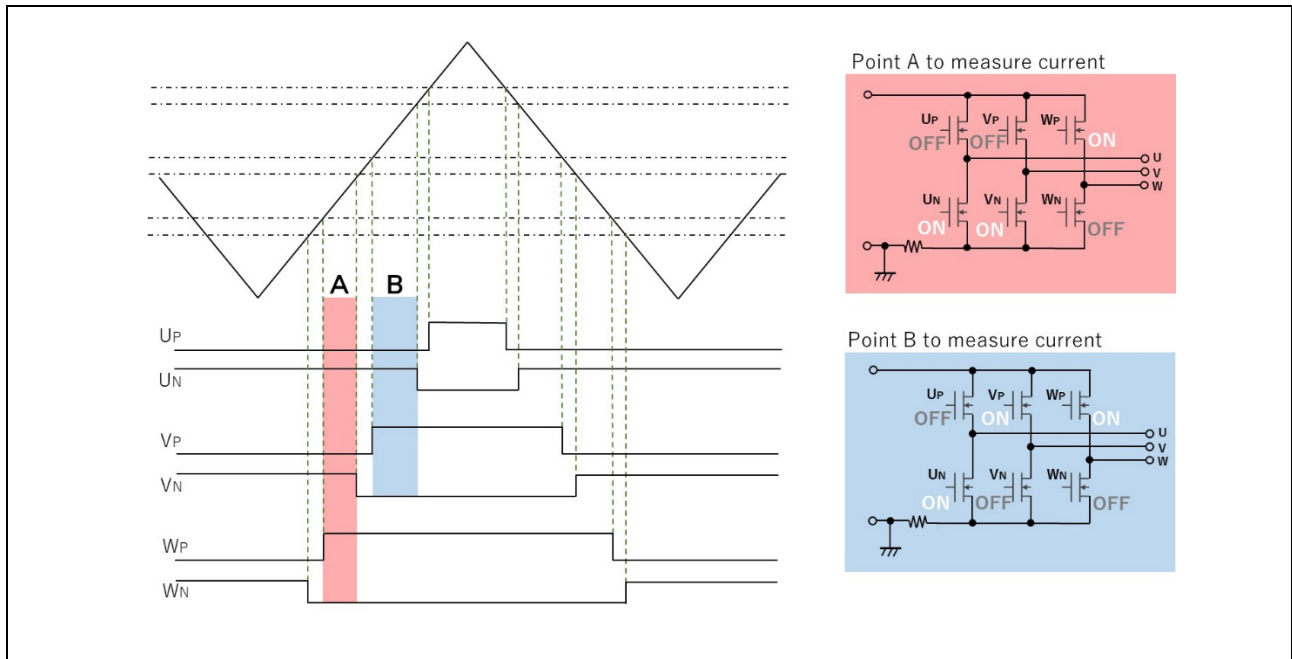 A B
UP
UN
VP
VN
WP
WN
Point A to measure current
UP VP WP
OFF OFF ON
U
V
W
UN VN WN
ON ON OFF
Point B to measure current
UP VP WP
OFF ON ON
U
V
W
UN VN WN
ON OFF OFF